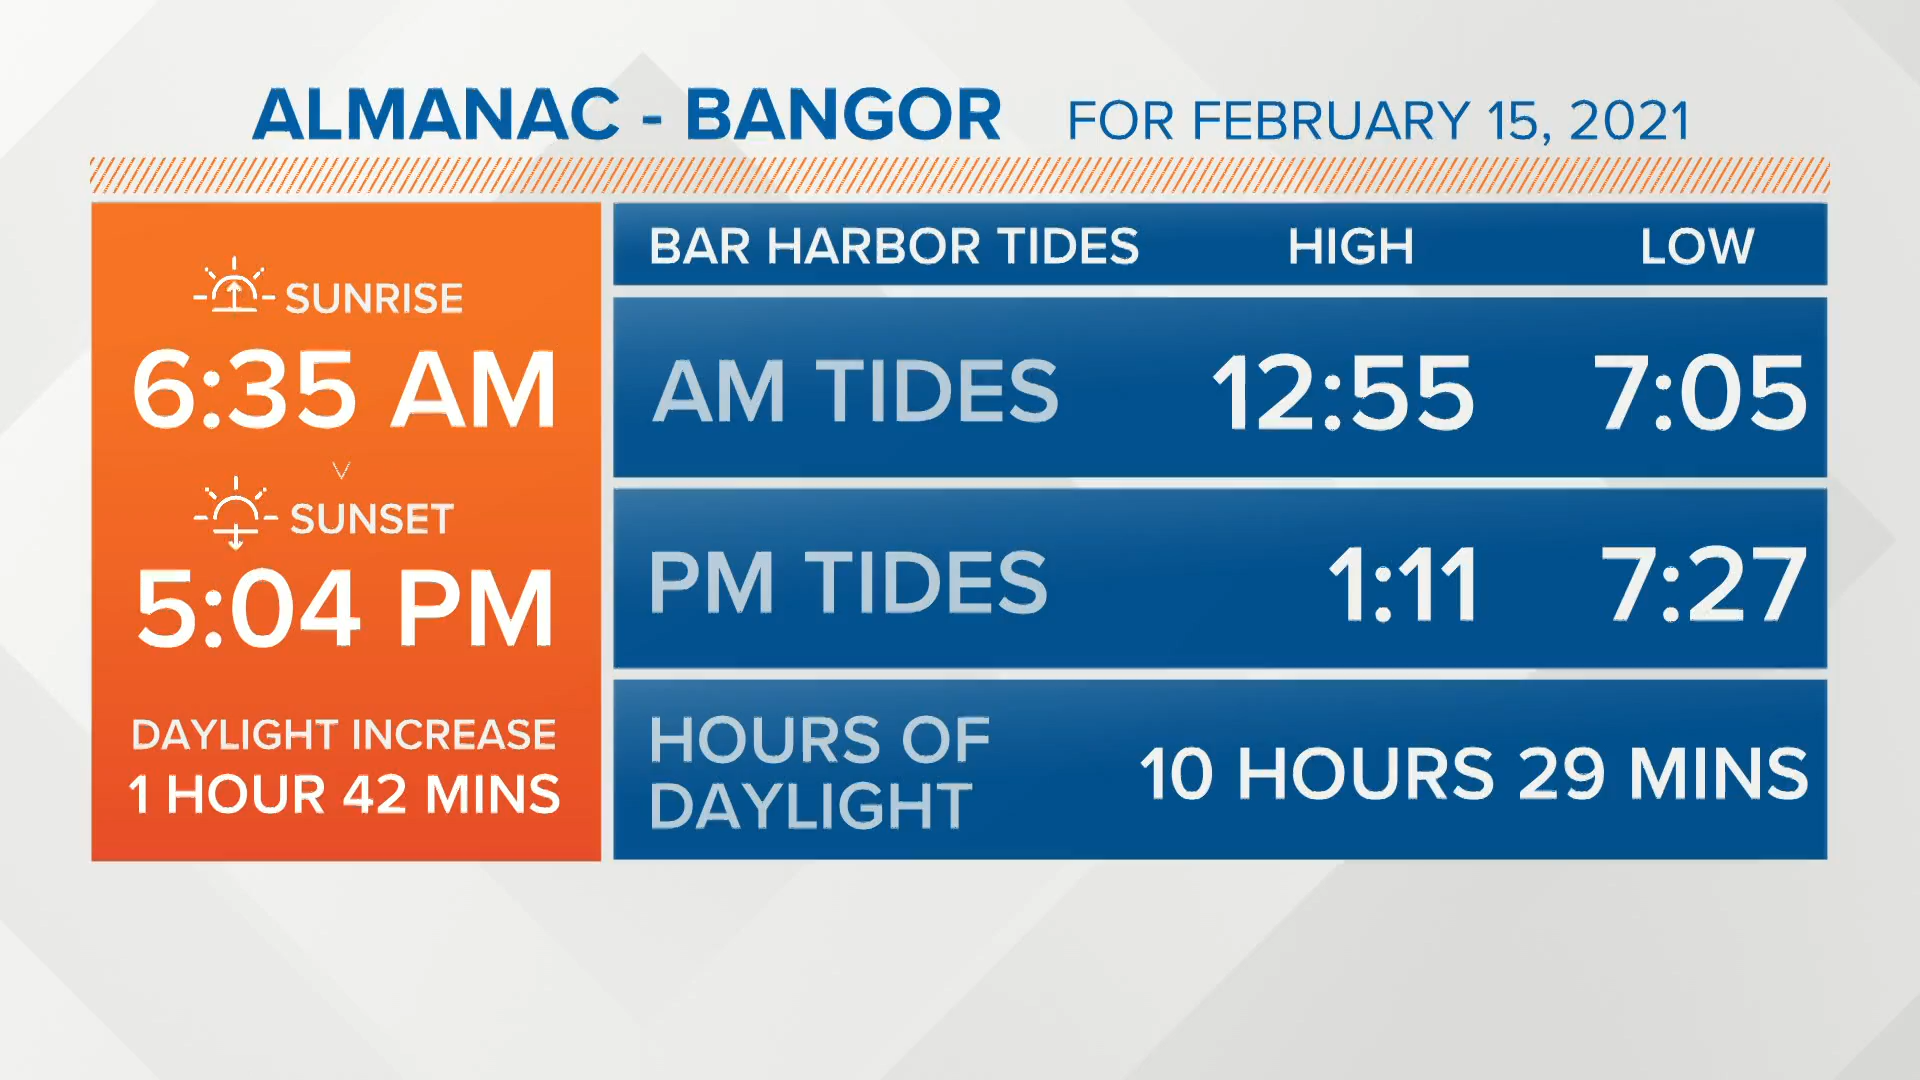 ALMANAC - BANGOR FOR FEBRUARY 15, 2021
SUNRISE
6:35 AM
SUNSET
5:04 PM
DAYLIGHT INCREASE
1 HOUR 42 MINS
BAR HARBOR TIDES HIGH LOW
AM TIDES 12:55 7:05
PM TIDES 1:11 7:27
HOURS OF
DAYLIGHT
10 HOURS 29 MINS